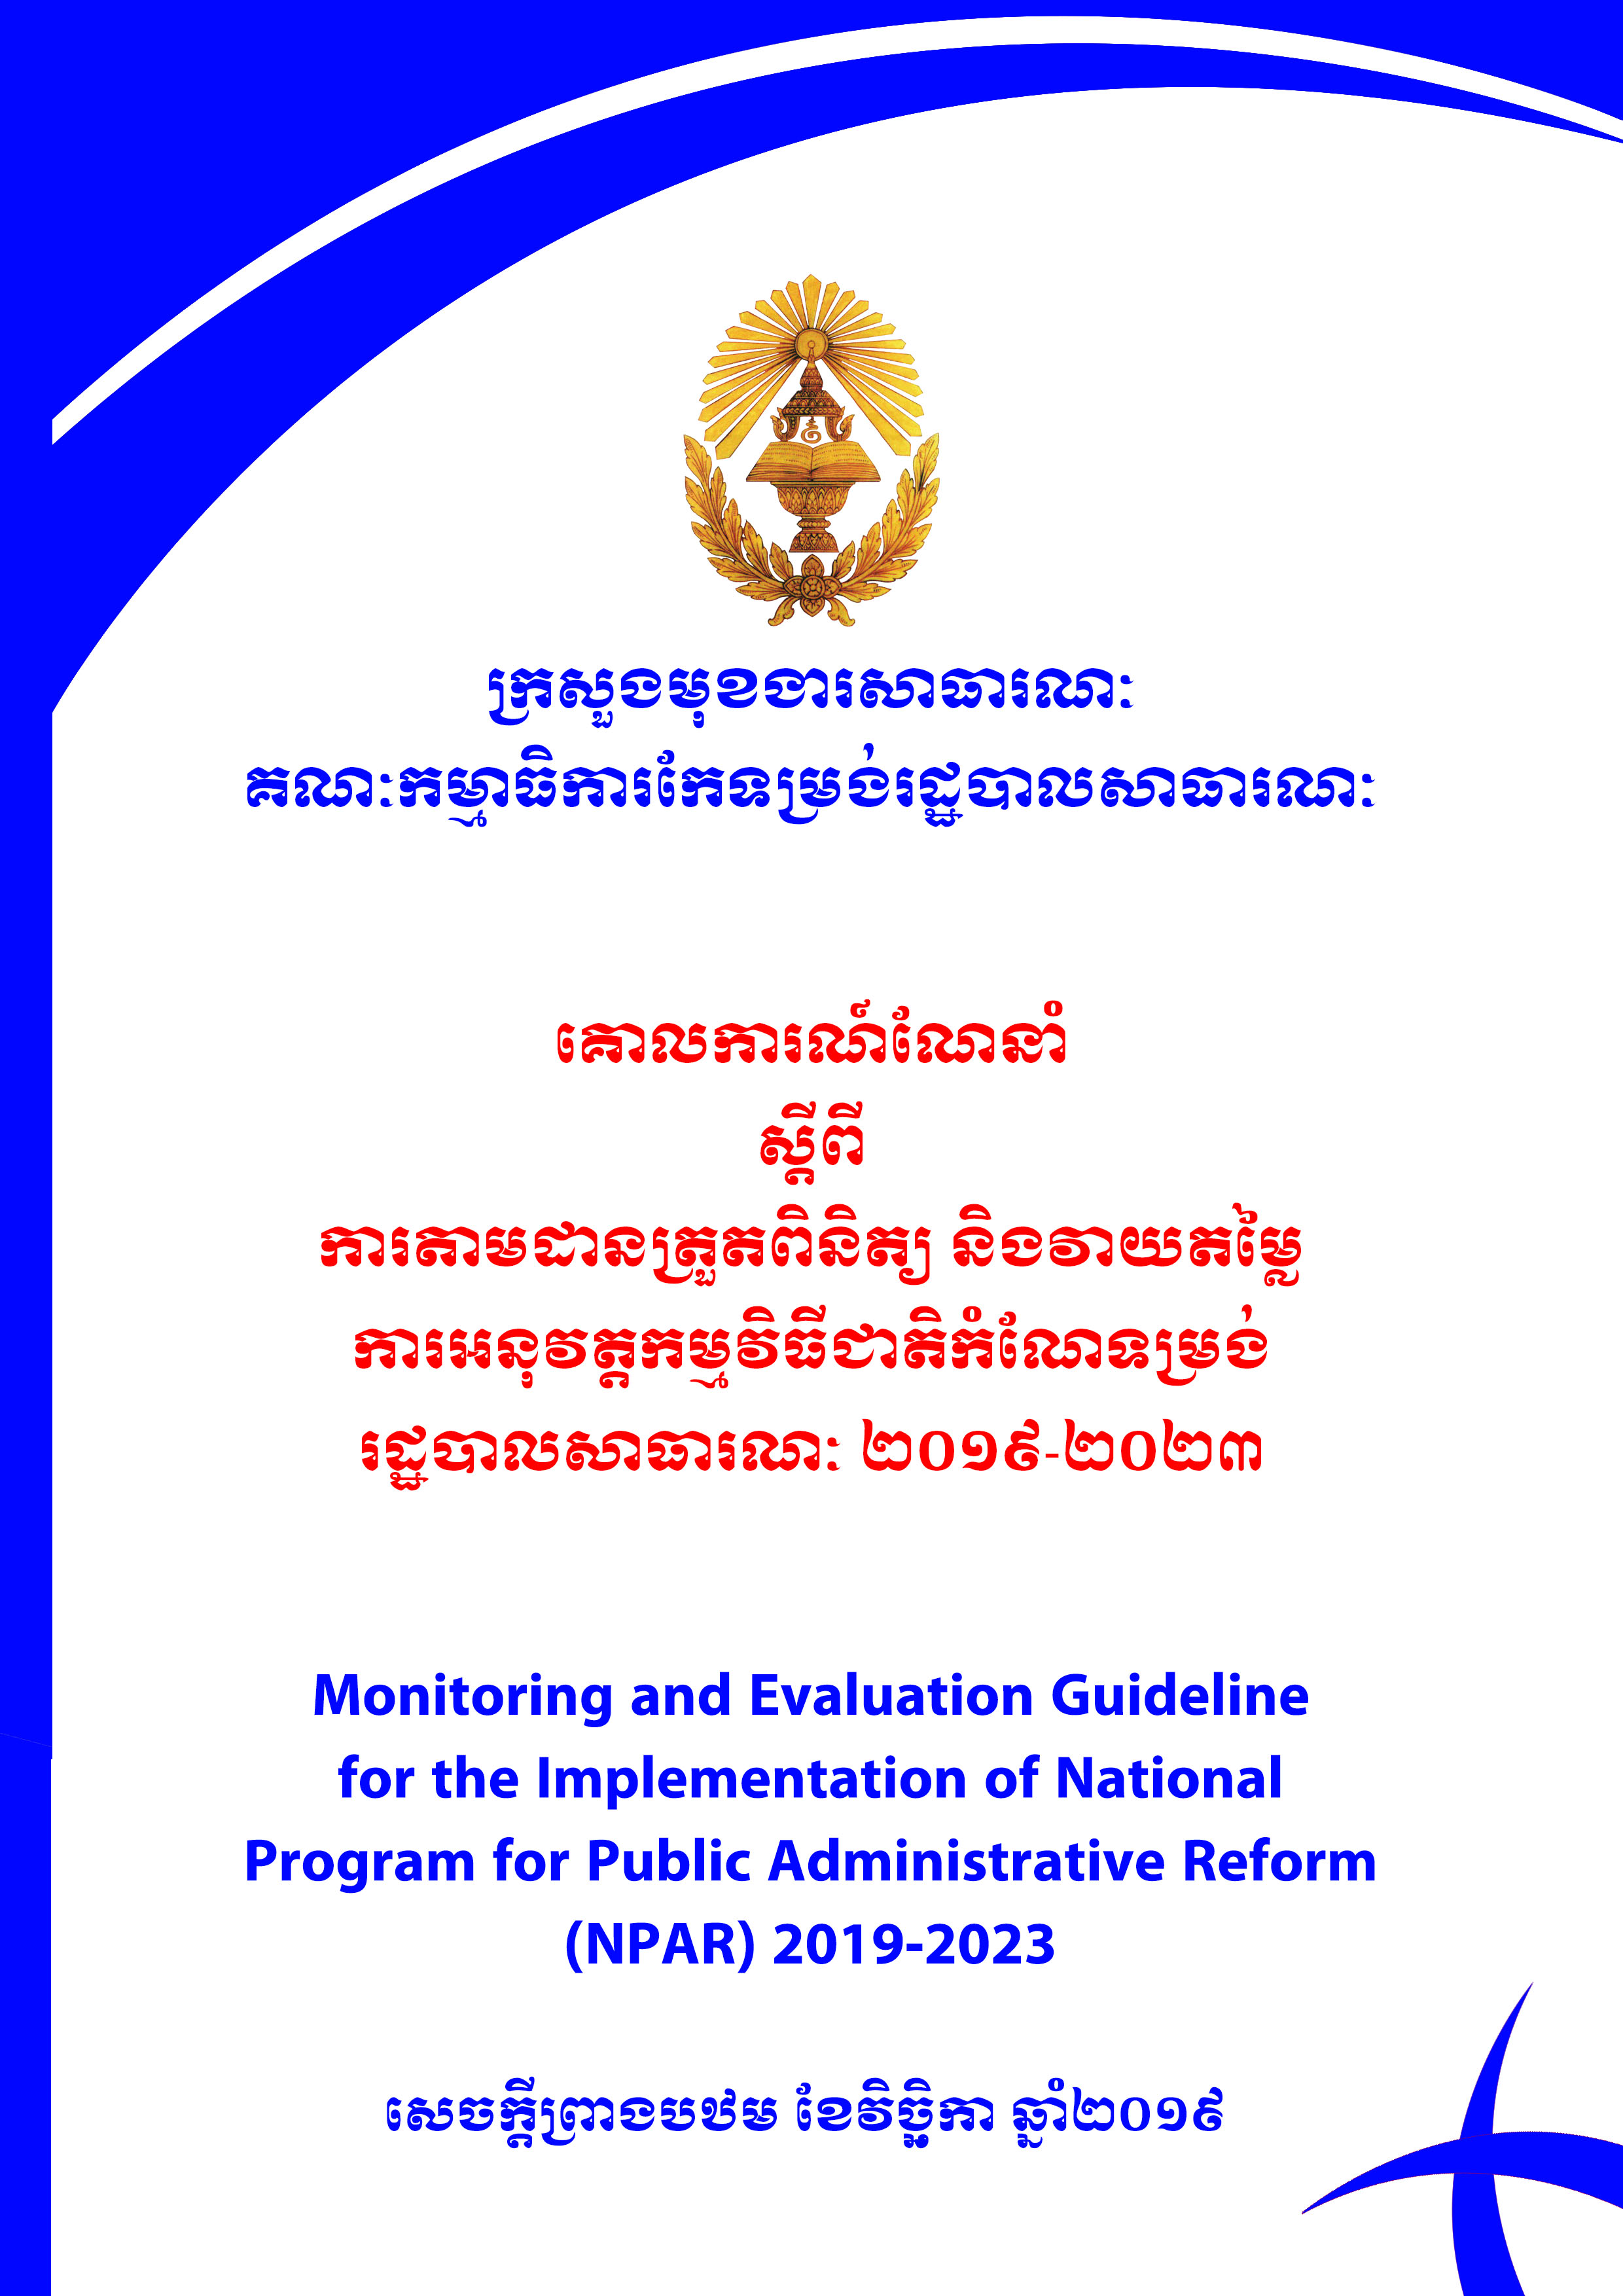 ក្រសួងមុខងារសាធារណៈ
គណៈកម្មាធិការកែទម្រង់រដ្ឋបាលសាធារណៈ
គោលការណ៍ណែនាំ
ស្តីពី
ការតាមដានត្រួតពិនិត្យ និងវាយតម្លៃ
ការអនុវត្តកម្មវិធីជាតិកំណែទម្រង់
រដ្ឋបាលសាធារណៈ ២០១៩-២០២៣
Monitoring and Evaluation Guideline
for the Implementation of National
Program for Public Administrative Reform
(NPAR) 2019-2023
សេចក្តីព្រាងបឋម ខែវិច្ឆិកា ឆ្នាំ២០១៩